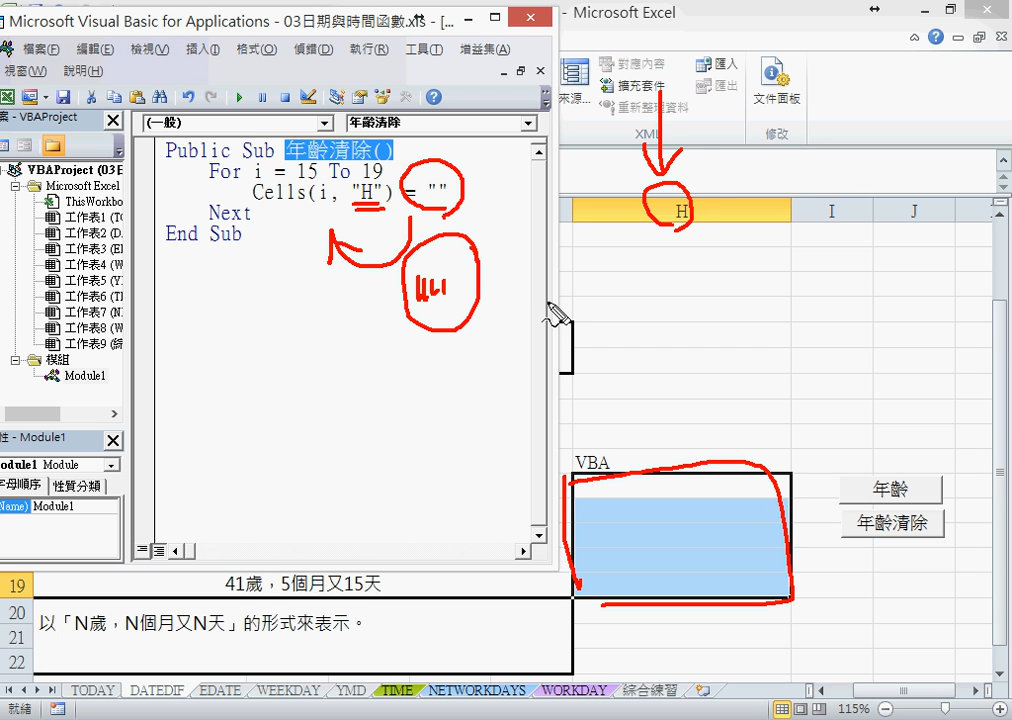 Microsoft Visual Basic for Applications - 03日期與時間函數.xls - [...
- Microsoft Excel
檔案(F) 編輯(E) 檢視(V) 插入(I) 格式(O) 偵錯(D) 執行(R) 工具(T) 增益集(A)
視窗(W) 說明(H)
對應內容
擴充套件
重新整理資料
匯入
匯出
來源...
文件面板
XML
修改
案 - VBAProject
(一般)
年齡清除
VBAProject (03E
Microsoft Excel
ThisWorkbo
工作表1 (TO
工作表2 (DA
工作表3 (EI
工作表4 (W
工作表5 (Y
工作表6 (TI
工作表7 (NE
工作表8 (W
工作表9 (綜
模組
Module1
Public Sub 年齡清除()
For i = 15 To 19
Cells(i, "H") = ""
Next
End Sub
H I J
性 - Module1
odule1 Module
字母順序 性質分類
Name) Module1
VBA
年齡
年齡清除
19 41歲，5個月又15天
20
以「N歲，N個月又N天」的形式來表示。
21
22
TODAY DATEDIF EDATE WEEKDAY YMD TIME NETWORKDAYS WORKDAY 綜合練習
就緒
115%